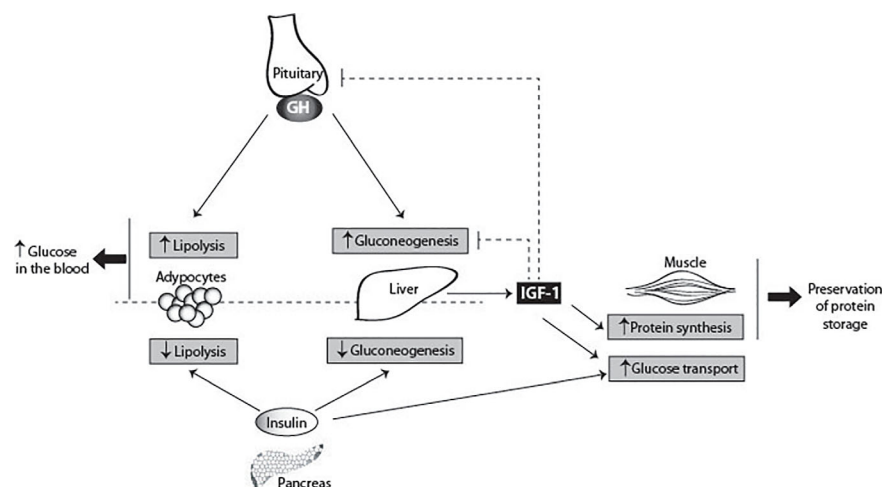 Pituitary
GH
↑Lipolysis
↑Gluconeogenesis
↑ Glucose
in the blood
Adypocytes
Liver
IGF-1
Muscle
Preservation
of protein
storage
↑Protein synthesis
↓Lipolysis
↓Gluconeogenesis
↑Glucose transport
Insulin
Pancreas